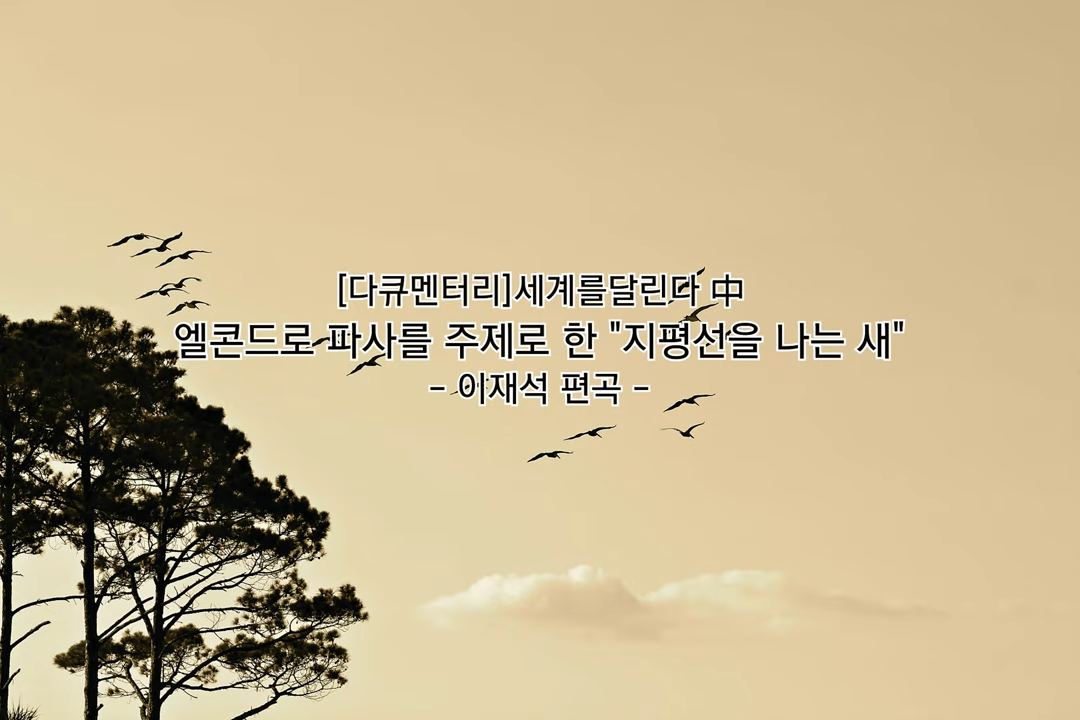 [다큐멘터리]세계를달린다 中
엘콘드로 파사를 주제로 한 "지평선을 나는 새"
- 이재석 편곡 -